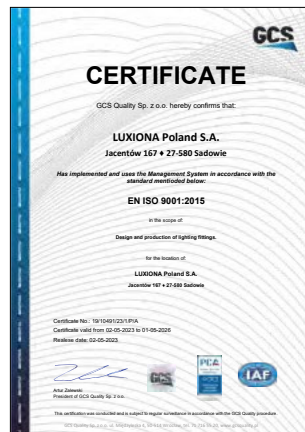 GCS
CERTIFICATE
GCS Quality Sp. z o.o. hereby confirms that:
LUXIONA Poland S.A.
Jacentów 167 ♦ 27-580 Sadowie
Has implemented and uses the Management System in accordance with the
standard mentioded below:
EN ISO 9001:2015
in the scope of:
Design and production of lighting fittings.
for the location of:
LUXIONA Poland S.A.
Jacentów 167 ♦ 27-580 Sadowie
Certificate No.: 19/10491/23/1/P/A
Certificate valid from 02-05-2023 to 01-05-2026
Realese date: 02-05-2023
Artur Zalewski
President of GCS Quality Sp. z o.o.
GCS
PCA
IAF
This certification was conducted and is subject to regular surveillance in accordance with the GCS Quality procedure